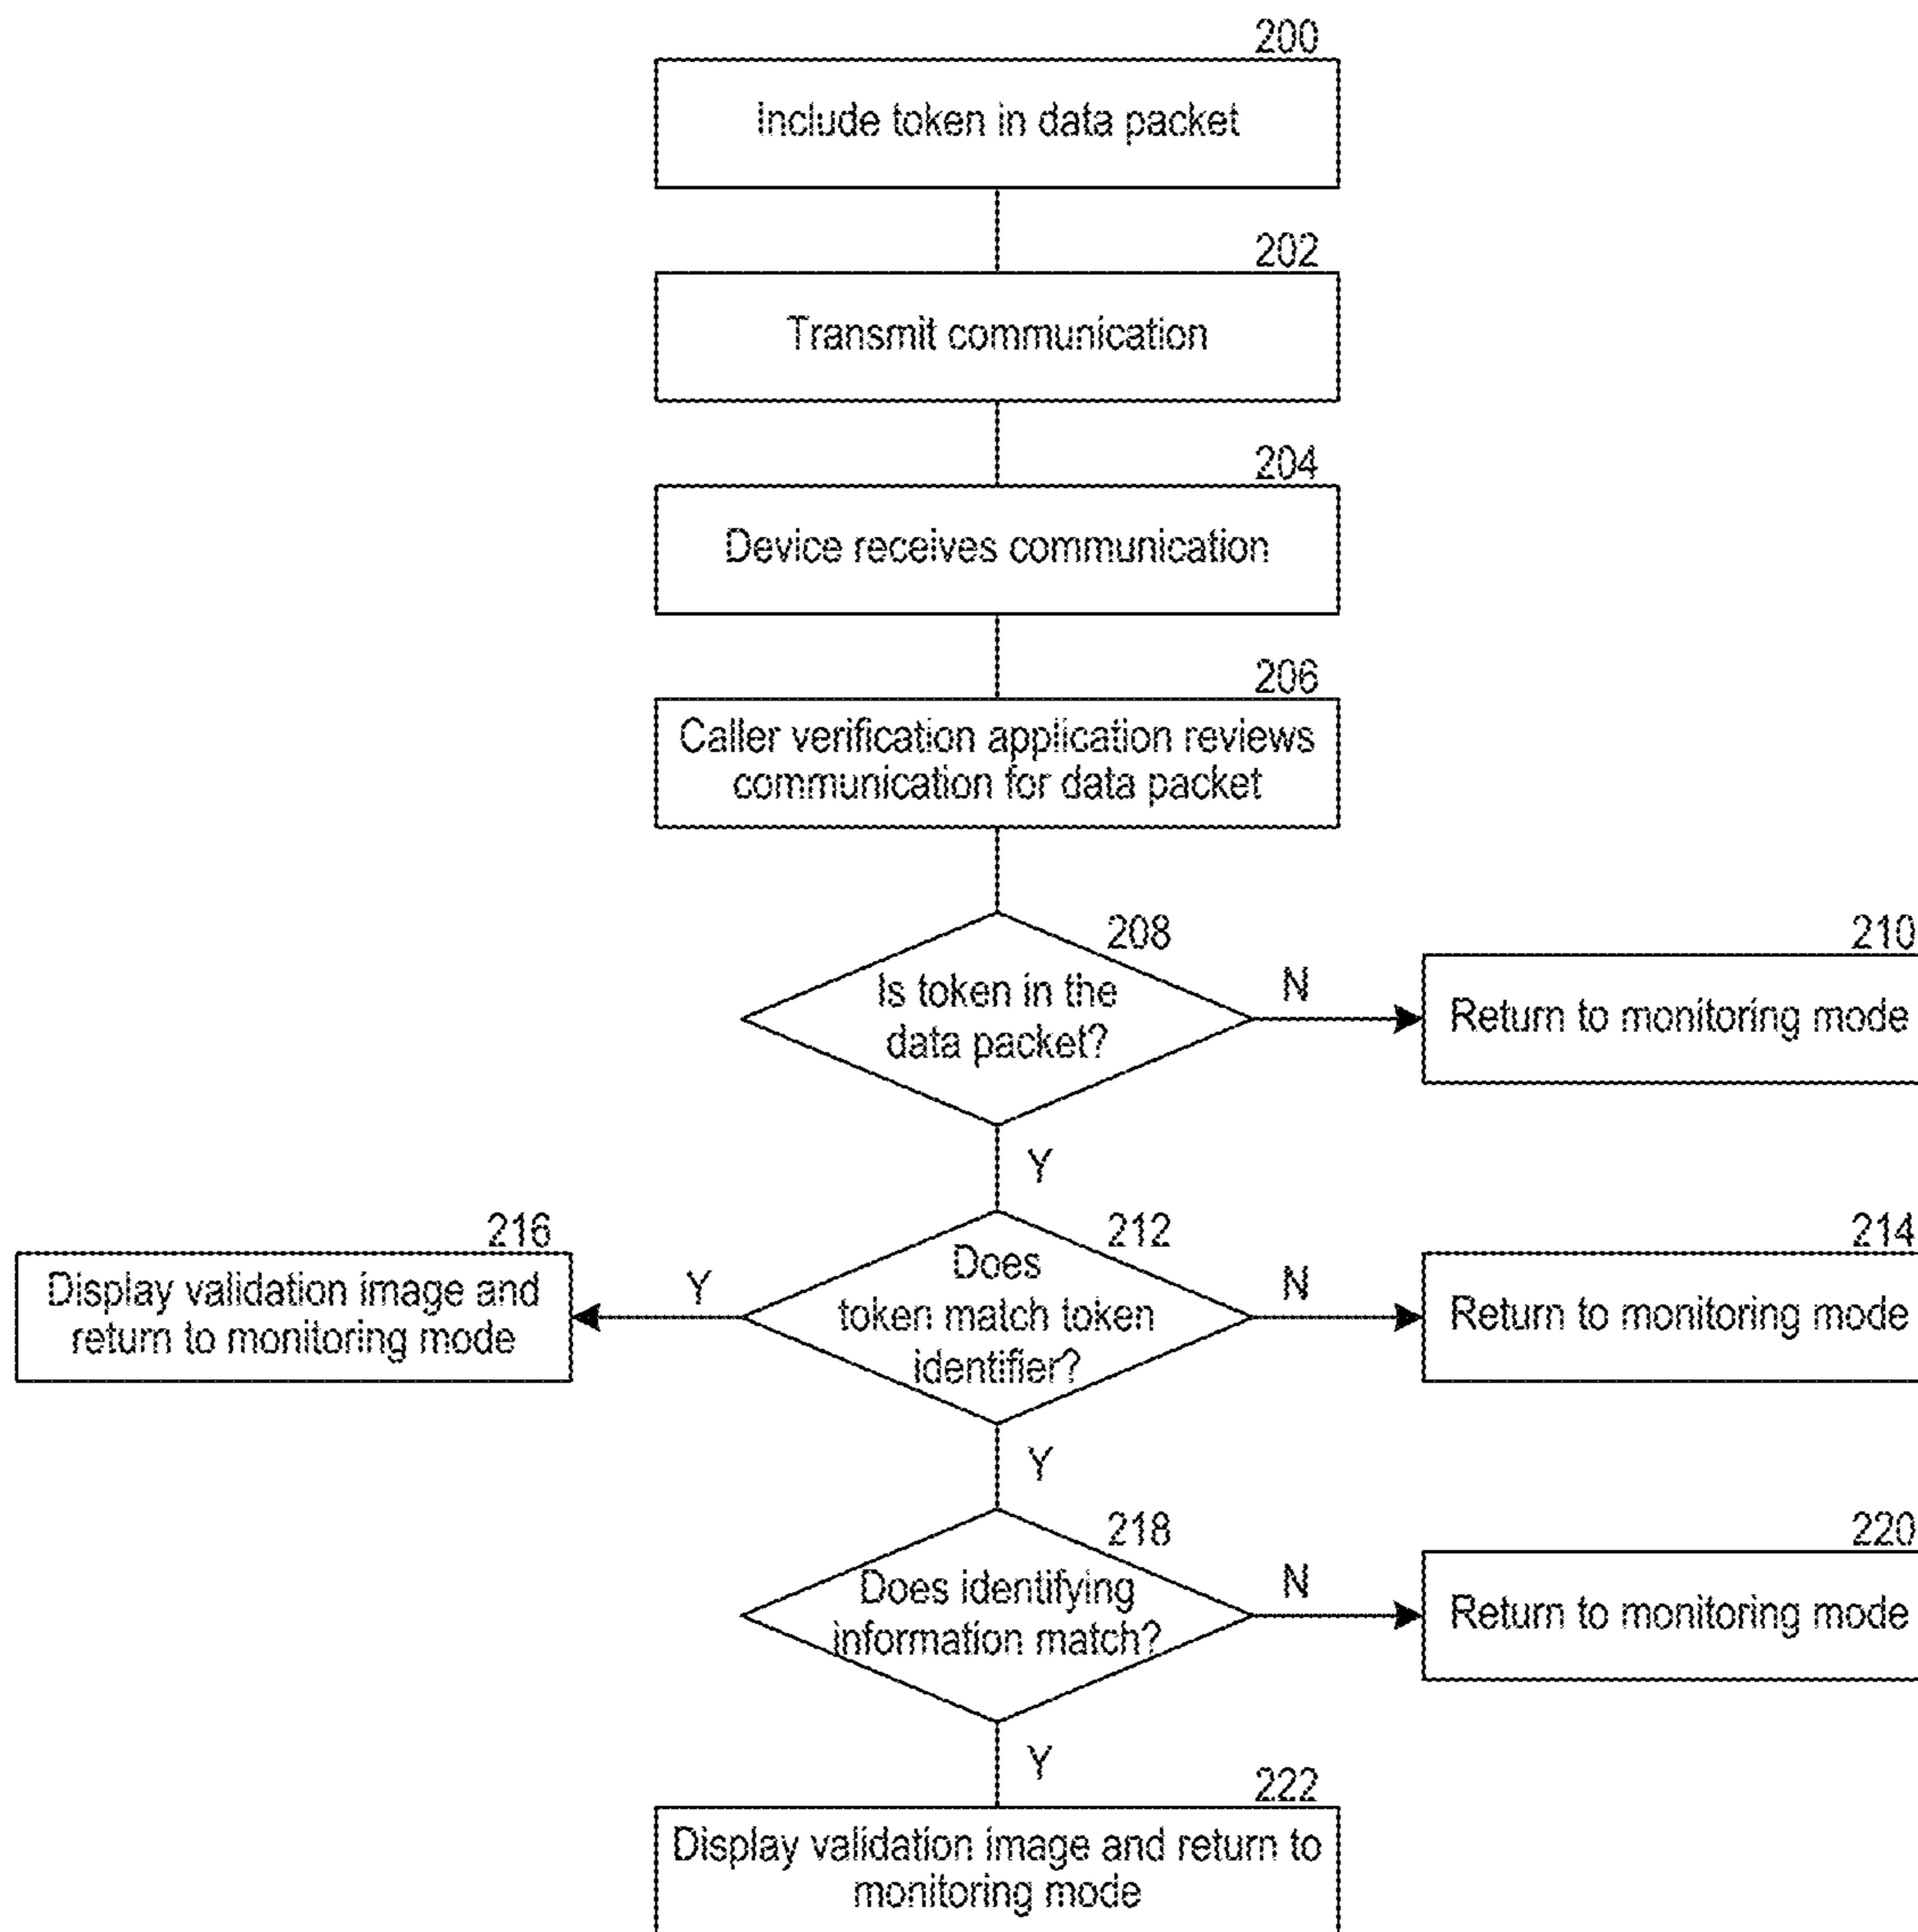 200
Include token in data packet
202
Transmit communication
204
Device receives communication
206
Caller verification application reviews
communication for data packet
208
Is token in the
data packet?
N
210
Return to monitoring mode
Y
216
Display validation image and
return to monitoring mode
Y
212
Does
token match token
identifier?
N
214
Return to monitoring mode
Y
218
Does identifying
information match?
N
220
Return to monitoring mode
Y
222
Display validation image and return to
monitoring mode